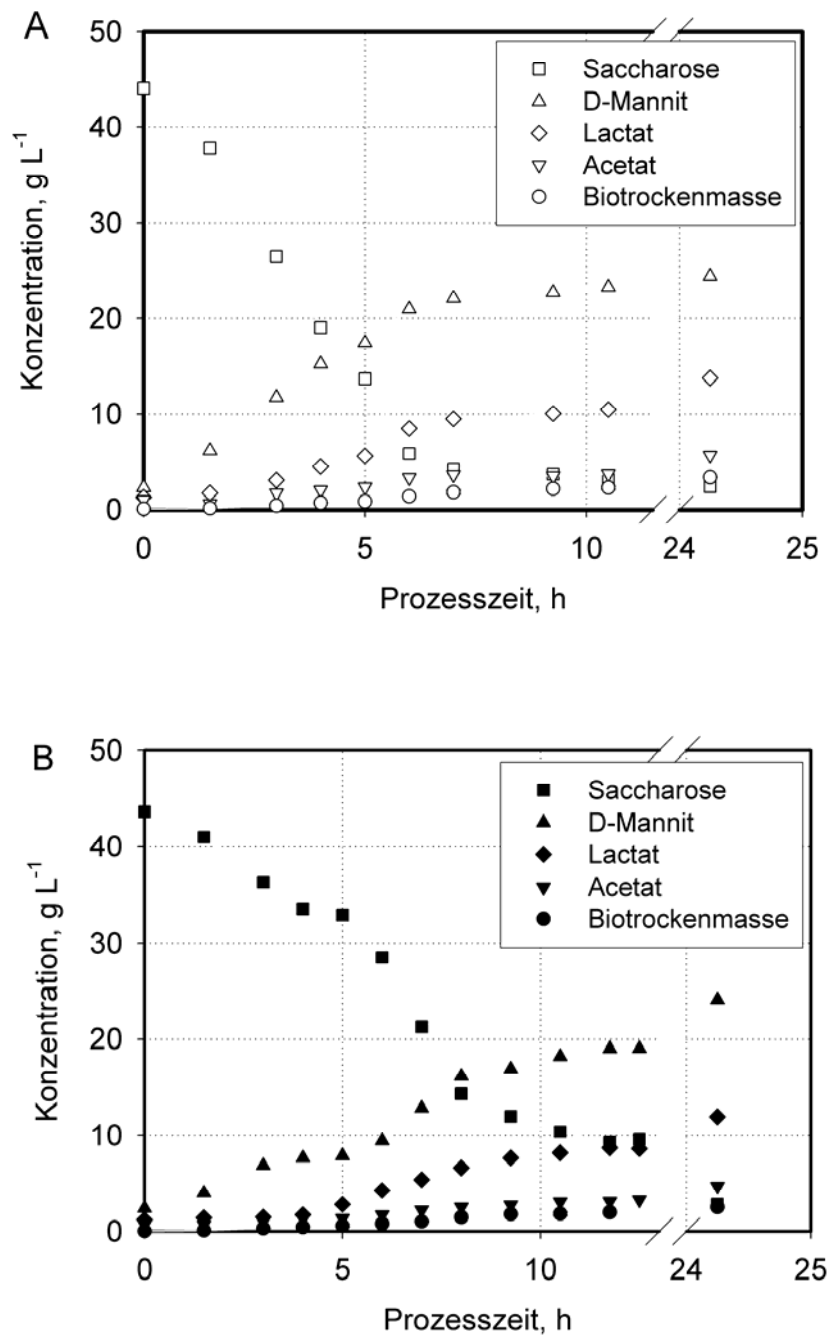 A
50
40
30
20
10
0
Konzentration, g L⁻¹
Saccharose
D-Mannit
Lactat
Acetat
Biotrockenmasse
0 5 10 24 25
Prozesszeit, h
B
50
40
30
20
10
0
Konzentration, g L⁻¹
Saccharose
D-Mannit
Lactat
Acetat
Biotrockenmasse
0 5 10 24 25
Prozesszeit, h